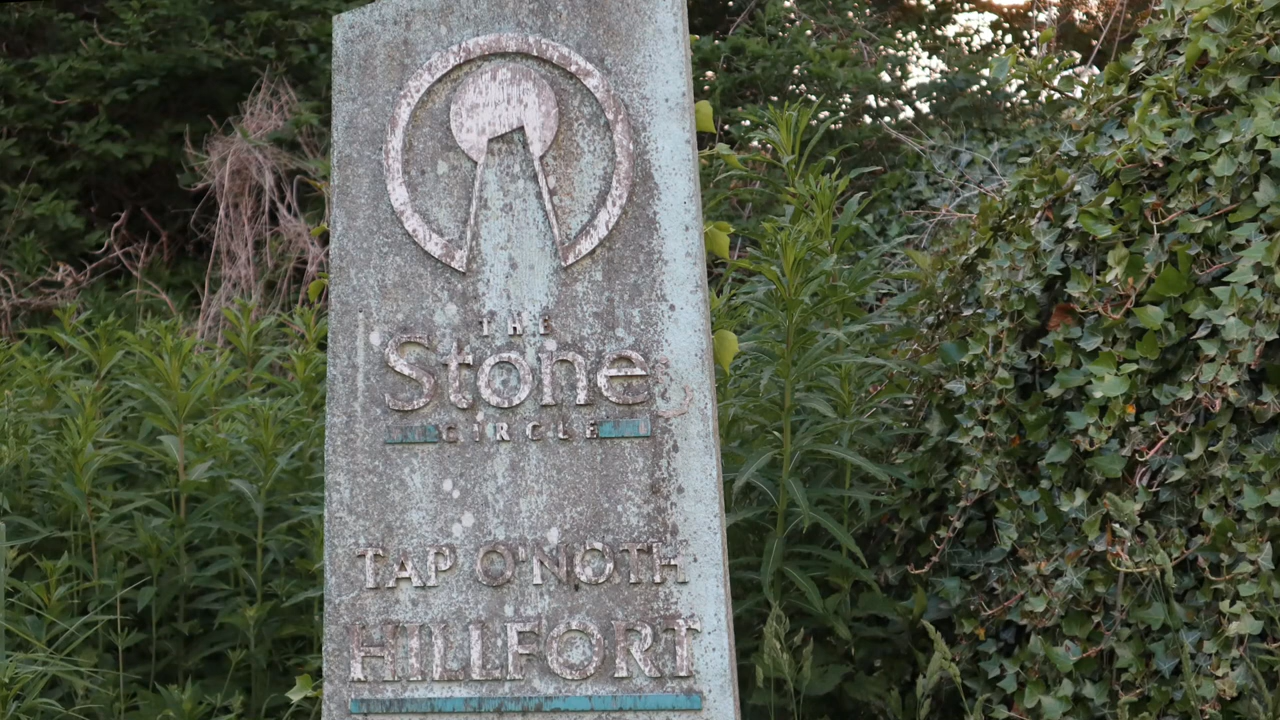 THE
Stone
CIRCLE
TAP O'NOTH
HILLFORT